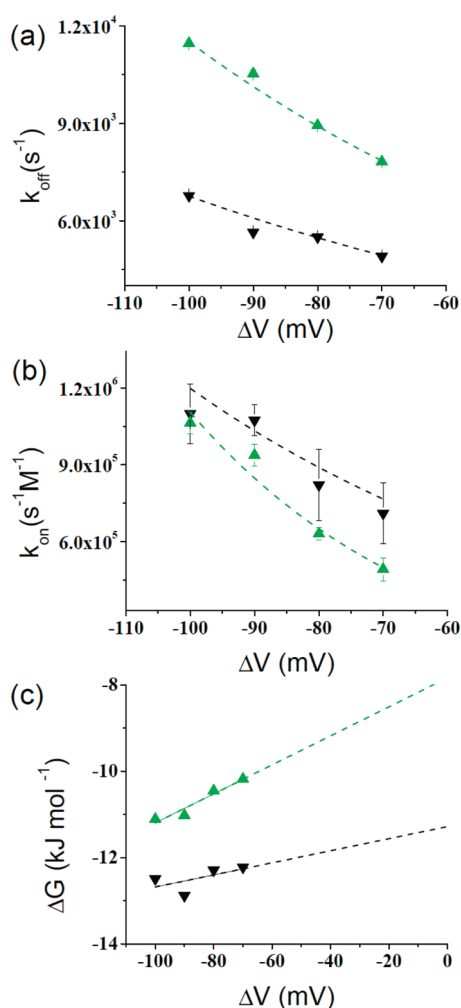 (a)
1.2x10⁴
9.0x10³
6.0x10³
k_off(s⁻¹)
-110 -100 -90 -80 -70 -60
ΔV (mV)
(b)
1.2x10⁶
9.0x10⁵
6.0x10⁵
k_on(s⁻¹M⁻¹)
-110 -100 -90 -80 -70 -60
ΔV (mV)
(c)
-8
-10
-12
-14
ΔG (kJ mol ⁻¹)
-100 -80 -60 -40 -20 0
ΔV (mV)